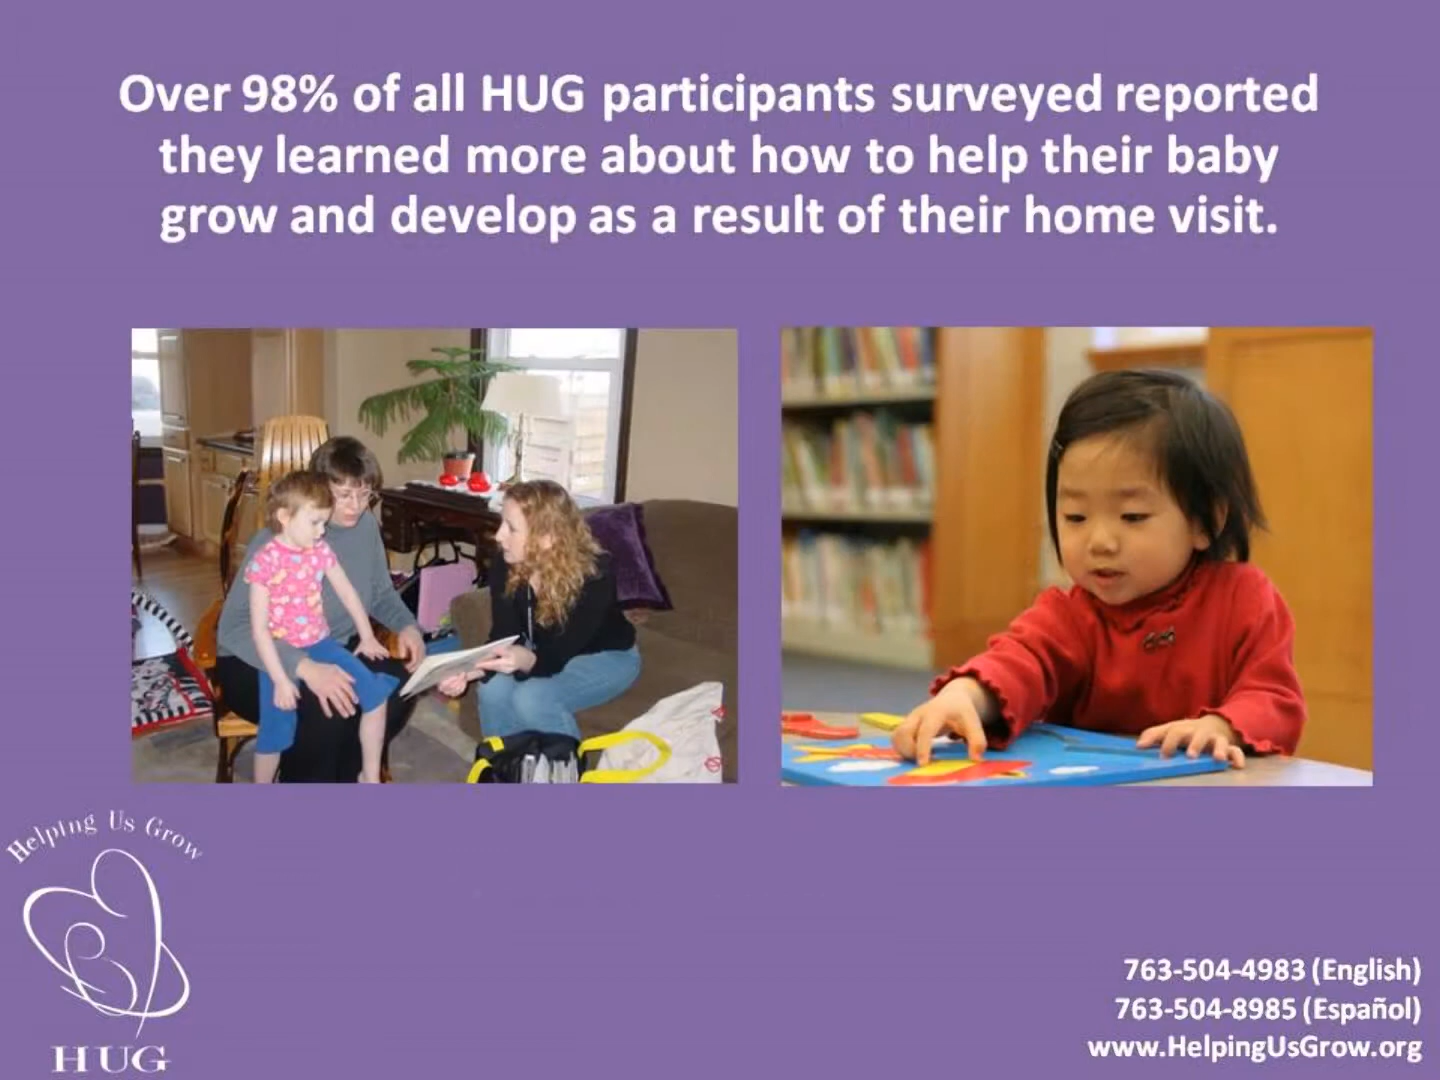 Over 98% of all HUG participants surveyed reported
they learned more about how to help their baby
grow and develop as a result of their home visit.
Helping Us Grow
HUG
763-504-4983 (English)
763-504-8985 (Español)
www.HelpingUsGrow.org